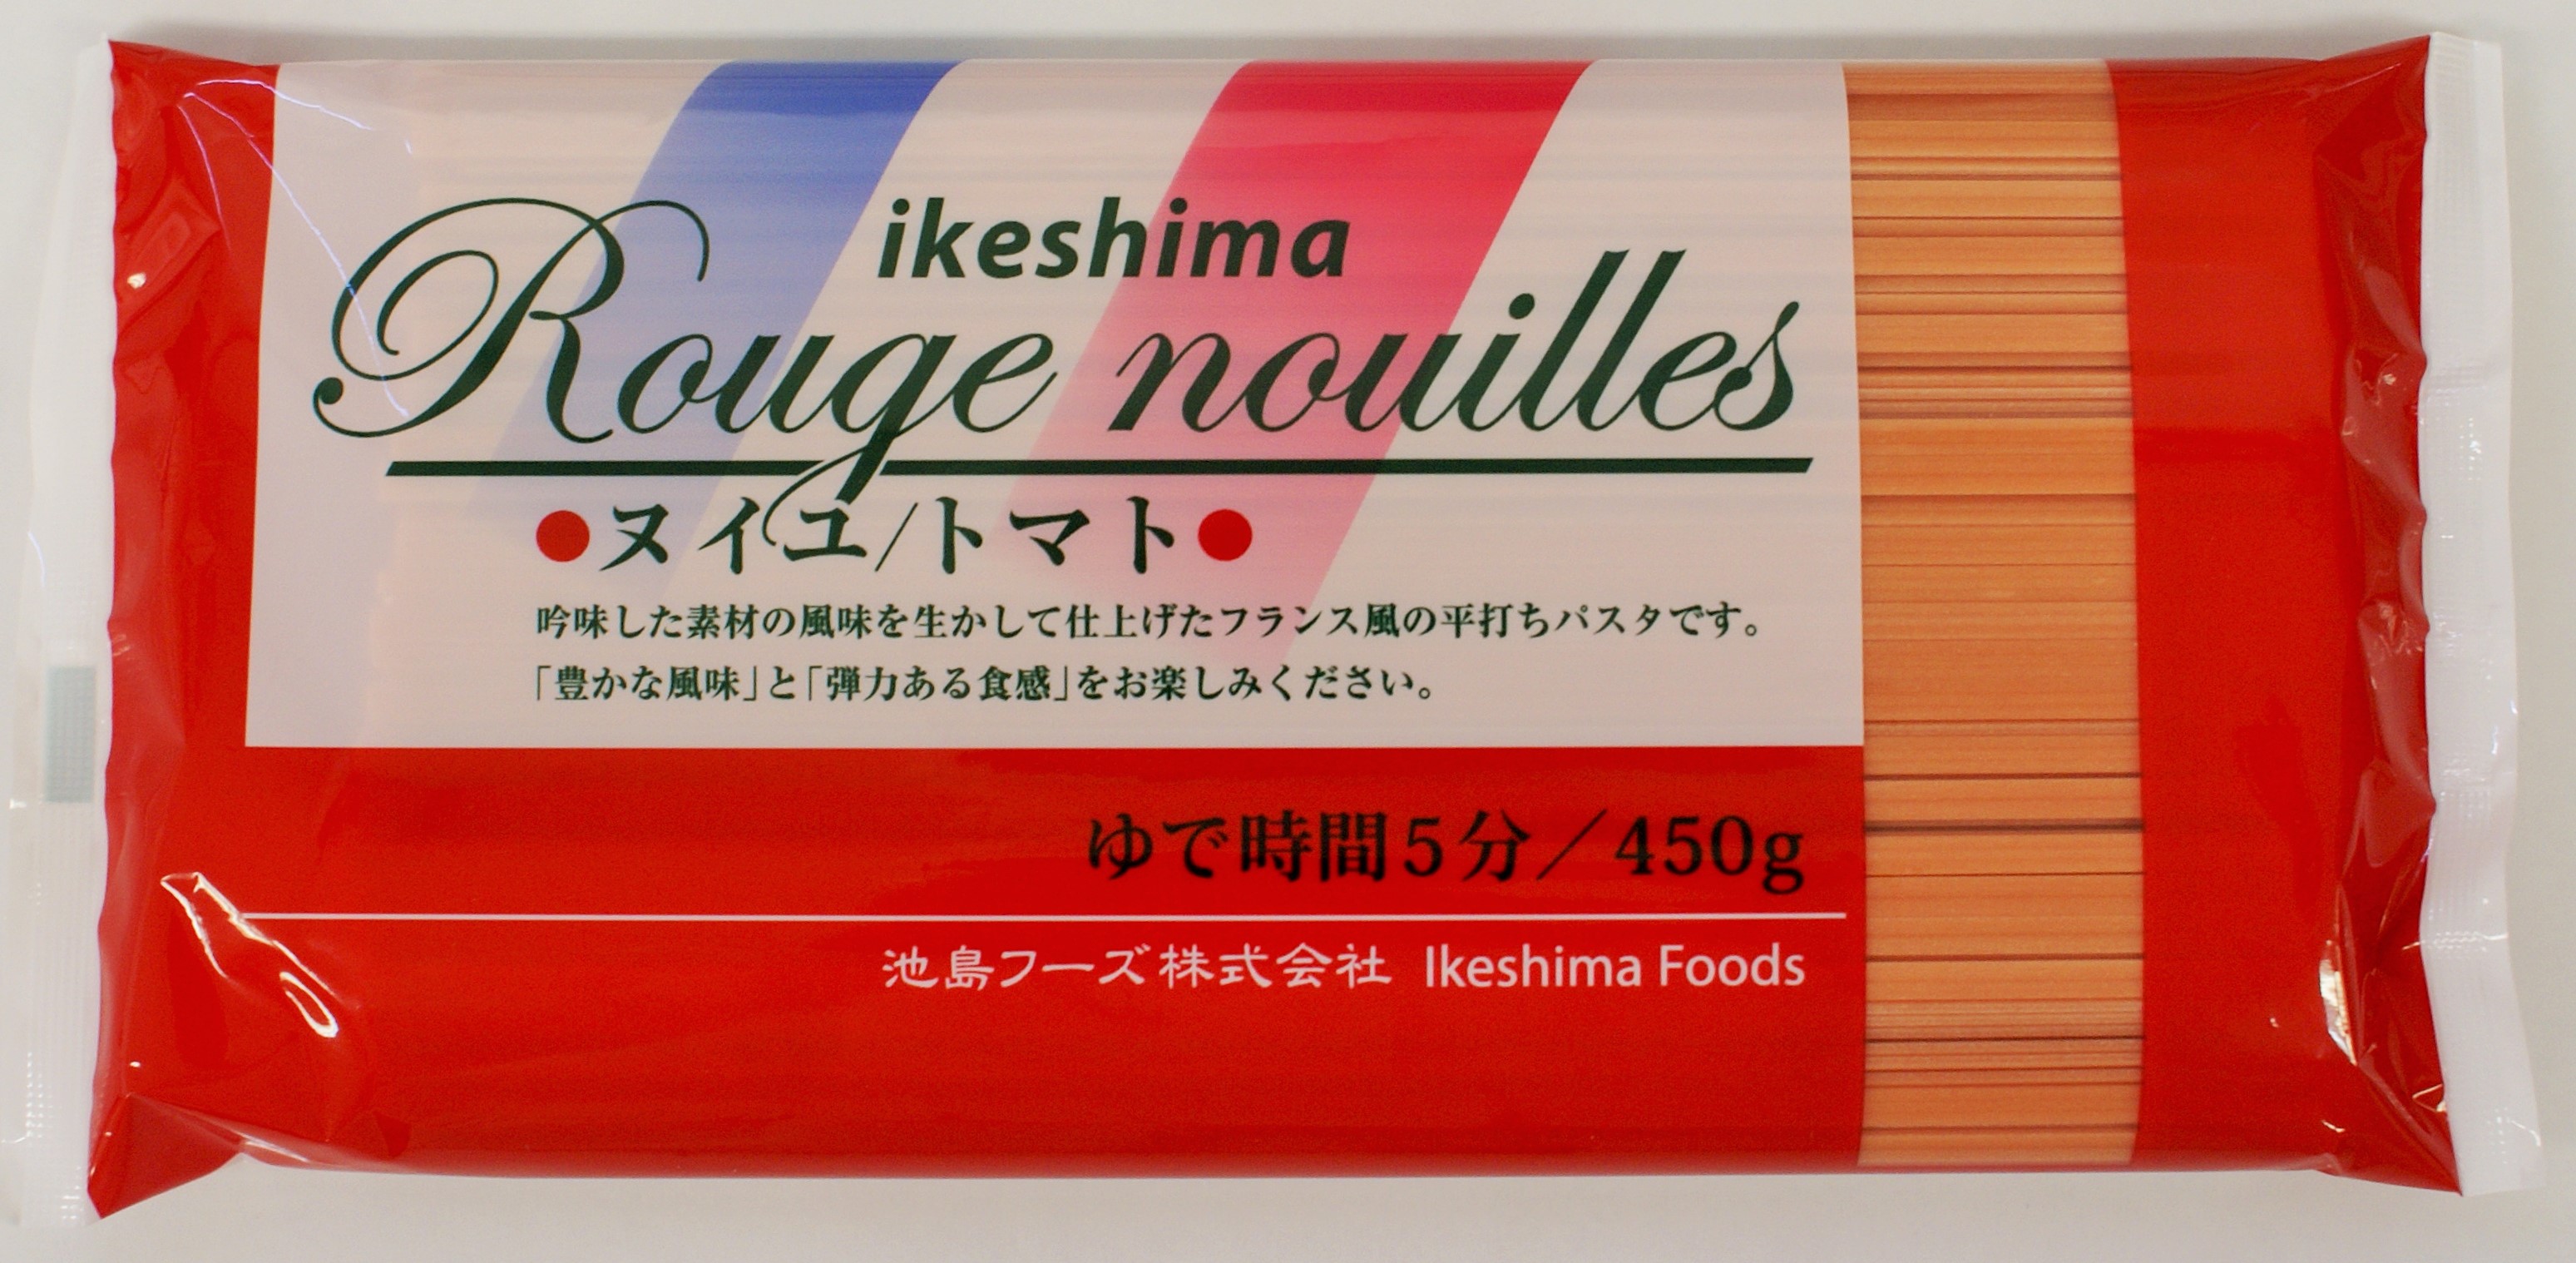 ikeshima
Rouge nouilles
●ヌイユ/トマト●
吟味した素材の風味を生かして仕上げたフランス風の平打ちパスタです。
「豊かな風味」と「弾力ある食感」をお楽しみください。
ゆで時間5分／450g
池島フーズ株式会社 Ikeshima Foods